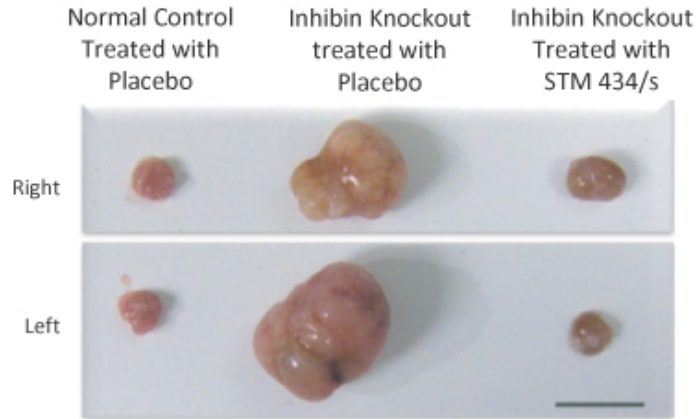 Normal Control
Treated with
Placebo
Inhibin Knockout
treated with
Placebo
Inhibin Knockout
Treated with
STM 434/s
Right
Left